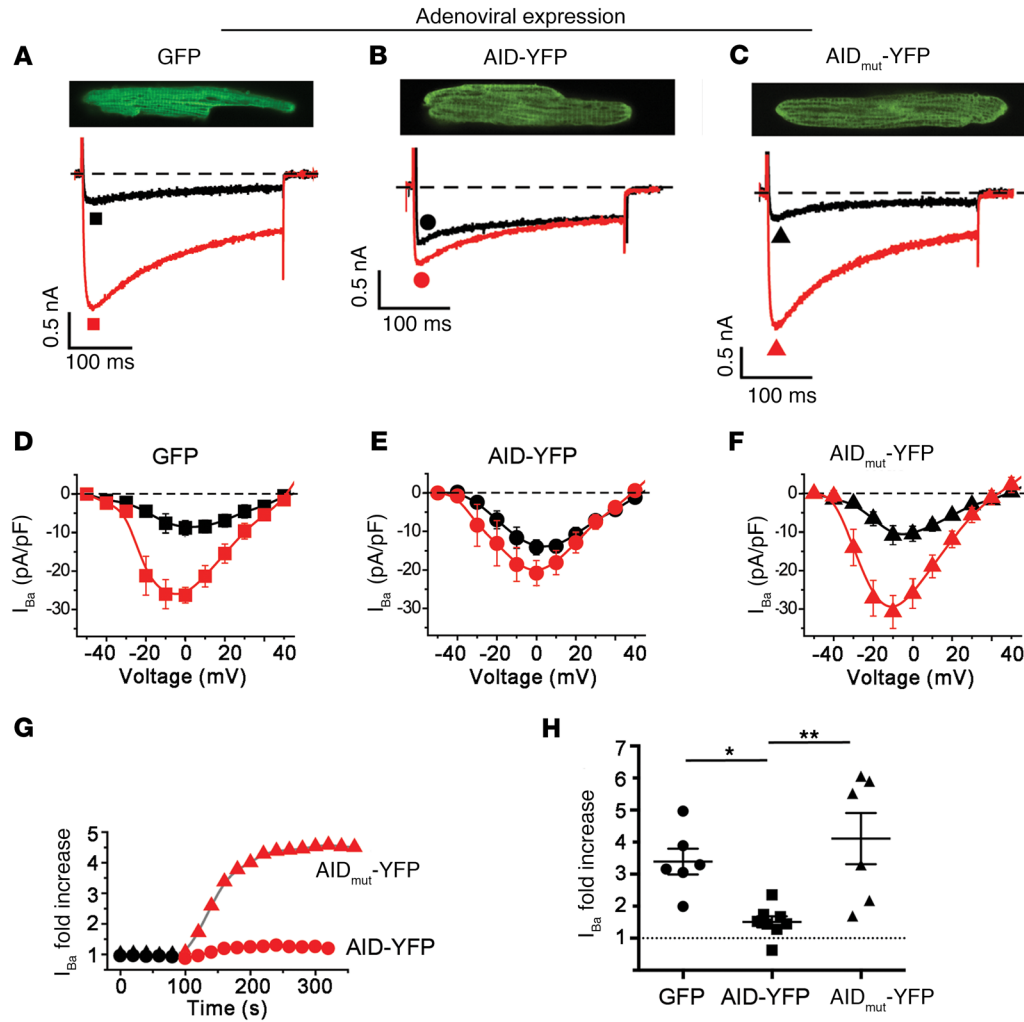 Adenoviral expression
A GFP
B AID-YFP
C AIDmut-YFP
0.5 nA
100 ms
0.5 nA
100 ms
0.5 nA
100 ms
D GFP
0
-10
-20
-30
IBa (pA/pF)
-40 -20 0 20 40
Voltage (mV)
E AID-YFP
0
-10
-20
-30
IBa (pA/pF)
-40 -20 0 20 40
Voltage (mV)
F AIDmut-YFP
0
-10
-20
-30
IBa (pA/pF)
-40 -20 0 20 40
Voltage (mV)
G
5
4
3
2
1
IBa fold increase
AIDmut-YFP
AID-YFP
0 100 200 300
Time (s)
H
7
6
5
4
3
2
1
IBa fold increase
*
**
GFP AID-YFP AIDmut-YFP